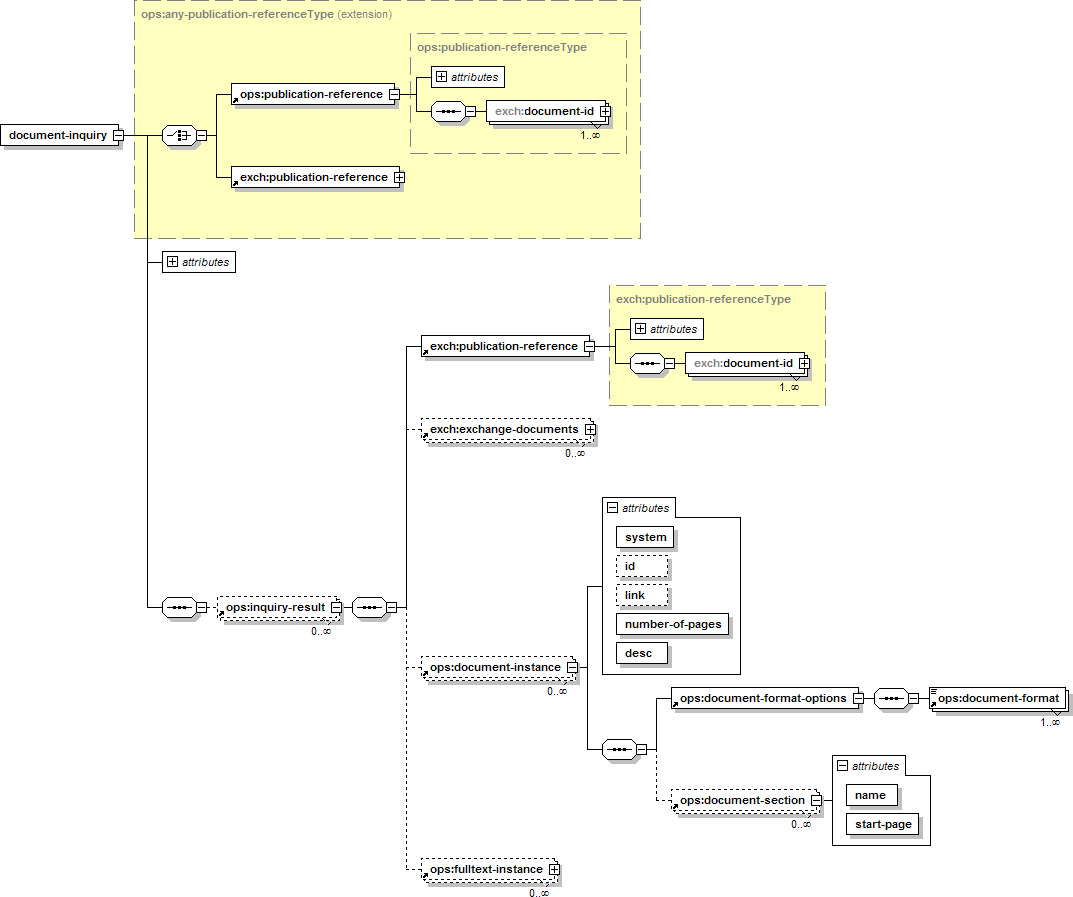 ops:any-publication-referenceType (extension)
ops:publication-referenceType
attributes
ops:publication-reference
exch:document-id
1..∞
document-inquiry
exch:publication-reference
attributes
exch:publication-referenceType
attributes
exch:publication-reference
exch:document-id
1..∞
exch:exchange-documents
0..∞
attributes
system
id
link
number-of-pages
desc
ops:inquiry-result
0..∞
ops:document-instance
0..∞
ops:document-format-options
ops:document-format
1..∞
attributes
name
start-page
ops:document-section
0..∞
ops:fulltext-instance
0..∞